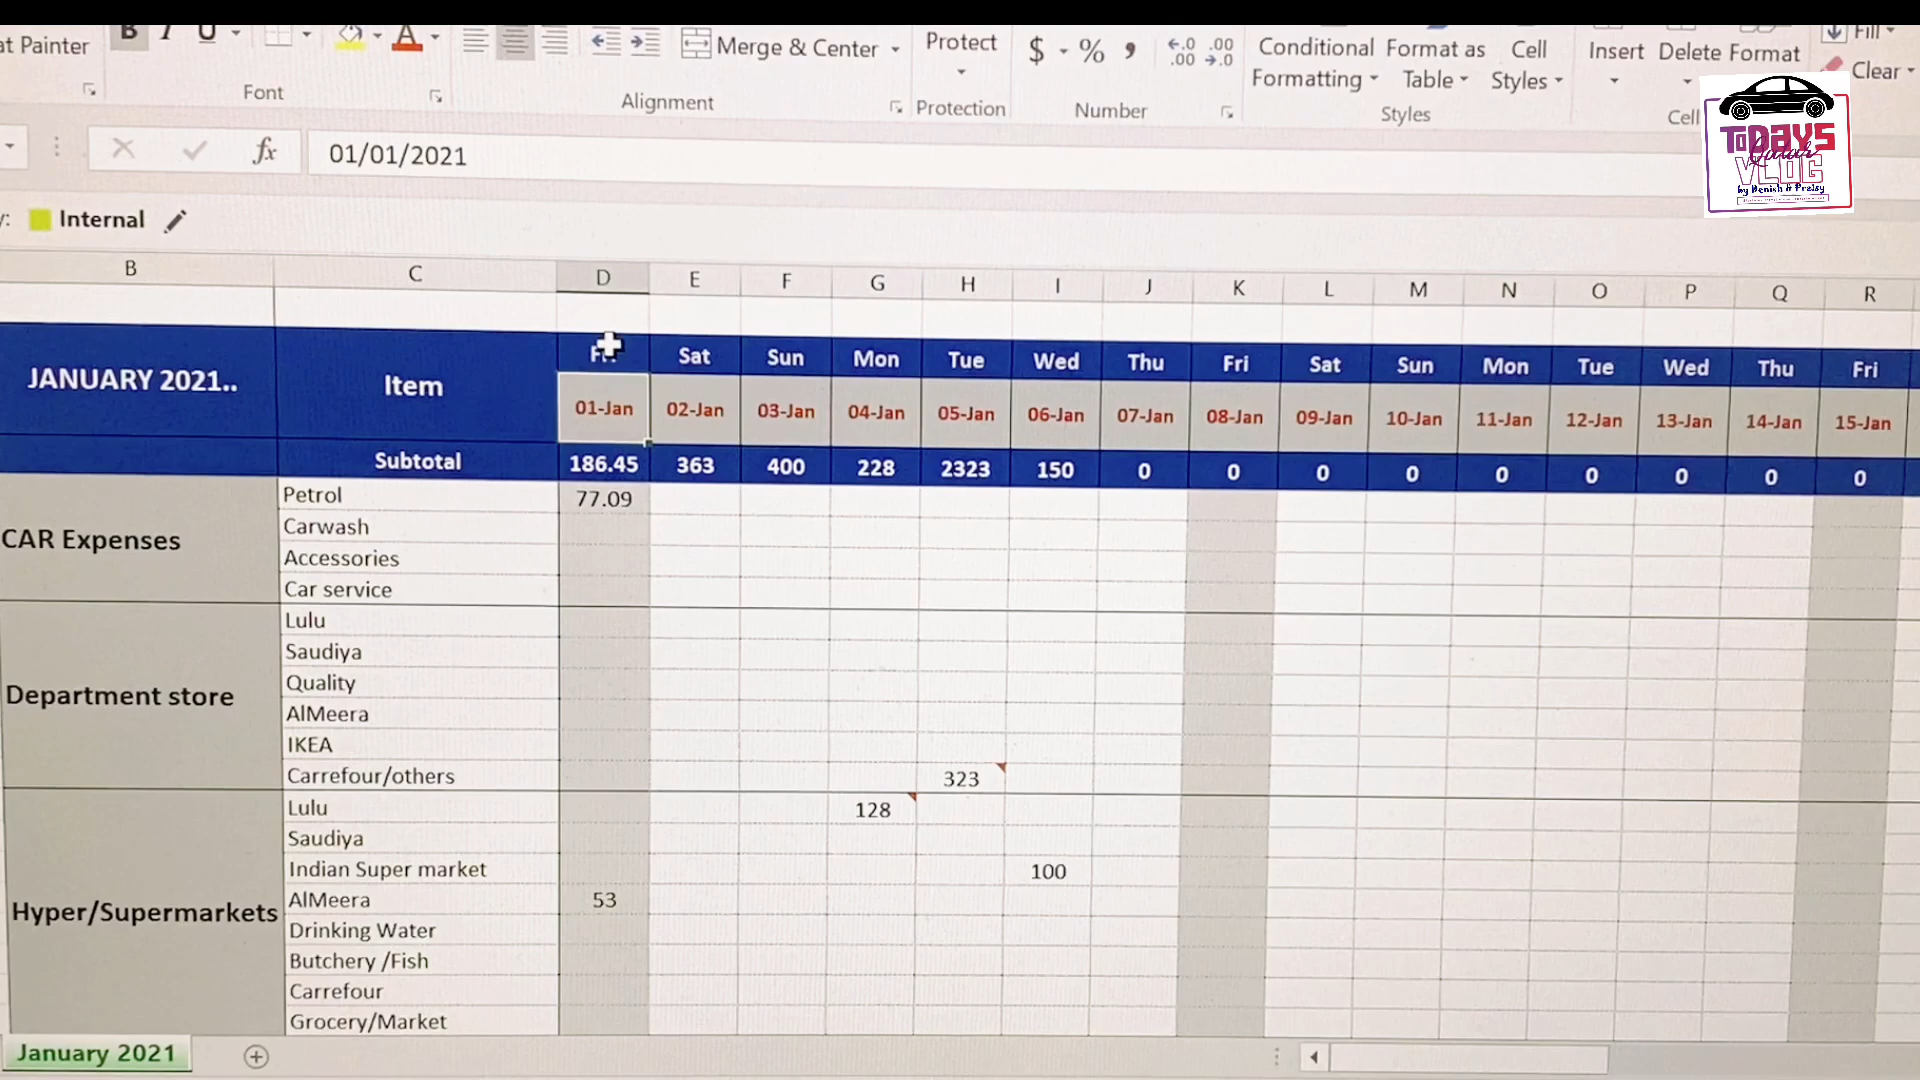 at Painter
B I U
Merge & Center
Protect
$ % ,
Conditional Formatting
Format as Table
Cell Styles
Insert Delete Format
Fill
Clear
Font
Alignment
Protection
Number
Styles
Cell
fx 01/01/2021
TODAYS
Qatar
VLOG
by Denish & Praisy
y: Internal
B C D E F G H I J K L M N O P Q R
JANUARY 2021.. Item Sat Sun Mon Tue Wed Thu Fri Sat Sun Mon Tue Wed Thu Fri
01-Jan 02-Jan 03-Jan 04-Jan 05-Jan 06-Jan 07-Jan 08-Jan 09-Jan 10-Jan 11-Jan 12-Jan 13-Jan 14-Jan 15-Jan
Subtotal 186.45 363 400 228 2323 150 0 0 0 0 0 0 0 0 0
CAR Expenses
Petrol 77.09
Carwash
Accessories
Car service
Department store
Lulu
Saudiya
Quality
AlMeera
IKEA
Carrefour/others 323
Hyper/Supermarkets
Lulu 128
Saudiya
Indian Super market 100
AlMeera 53
Drinking Water
Butchery /Fish
Carrefour
Grocery/Market
January 2021